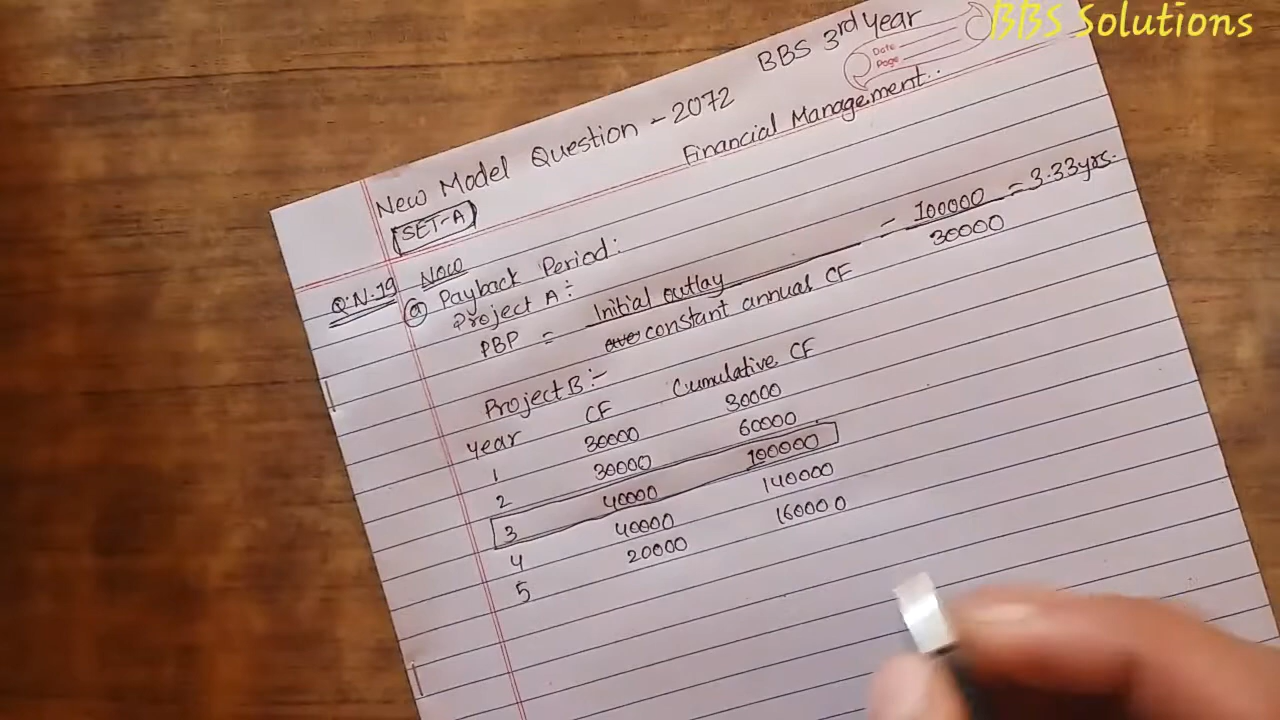 BBS Solutions
BBS 3rd Year
Date
Page
New Model Question - 2072
Financial Management..
[SET-A]
Q.N.19 Now
(a) Payback Period:
Project A:
PBP = Initial outlay / constant annual CF = 100000 / 30000 = 3.33yrs.
Project B:-
Year CF Cumulative CF
1 30000 30000
2 30000 60000
3 40000 100000
4 40000 140000
5 20000 160000